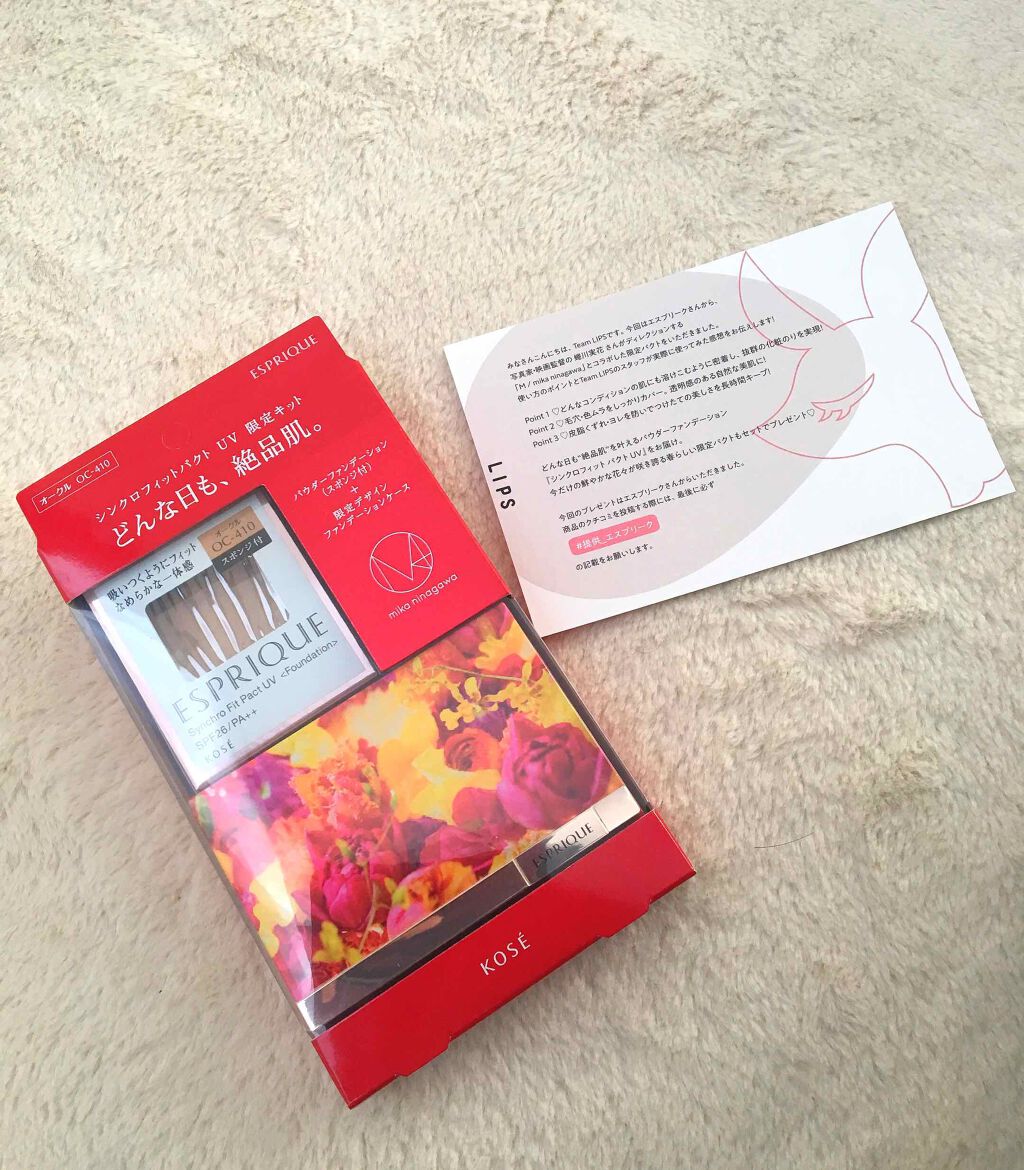 ESPRIQUE
オークル OC-410
シンクロフィットパクト UV 限定キット
どんな日も、絶品肌。
パウダーファンデーション
(スポンジ付)
+
限定デザイン
ファンデーションケース
mika ninagawa
吸いつくようにフィット
なめらかな一体感
オークル
OC-410
スポンジ付
ESPRIQUE
Synchro Fit Pact UV <Foundation>
SPF26/PA++
KOSÉ
ESPRIQUE
KOSÉ
LIPS
みなさんこんにちは、Team LIPSです。今回はエスプリークさんから、
写真家・映画監督の 蜷川実花 さんがディレクションする
「M / mika ninagawa」とコラボした限定パクトをいただきました。
使い方のポイントとTeam LIPSのスタッフが実際に使ってみた感想をお伝えします!
Point 1 ♡どんなコンディションの肌にも溶けこむように密着し、抜群の化粧のりを実現!
Point 2 ♡毛穴・色ムラをしっかりカバー。透明感のある自然な美肌に!
Point 3 ♡皮脂くずれ・ヨレを防いでつけたての美しさを長時間キープ!
どんな日も"絶品肌"を叶えるパウダーファンデーション
『シンクロフィット パクト UV』をお届け。
今だけの鮮やかな花々が咲き誇る春らしい限定パクトもセットでプレゼント♡
今回のプレゼントはエスプリークさんからいただきました。
商品のクチコミを投稿する際には、最後に必ず
#提供_エスプリーク
の記載をお願いします。